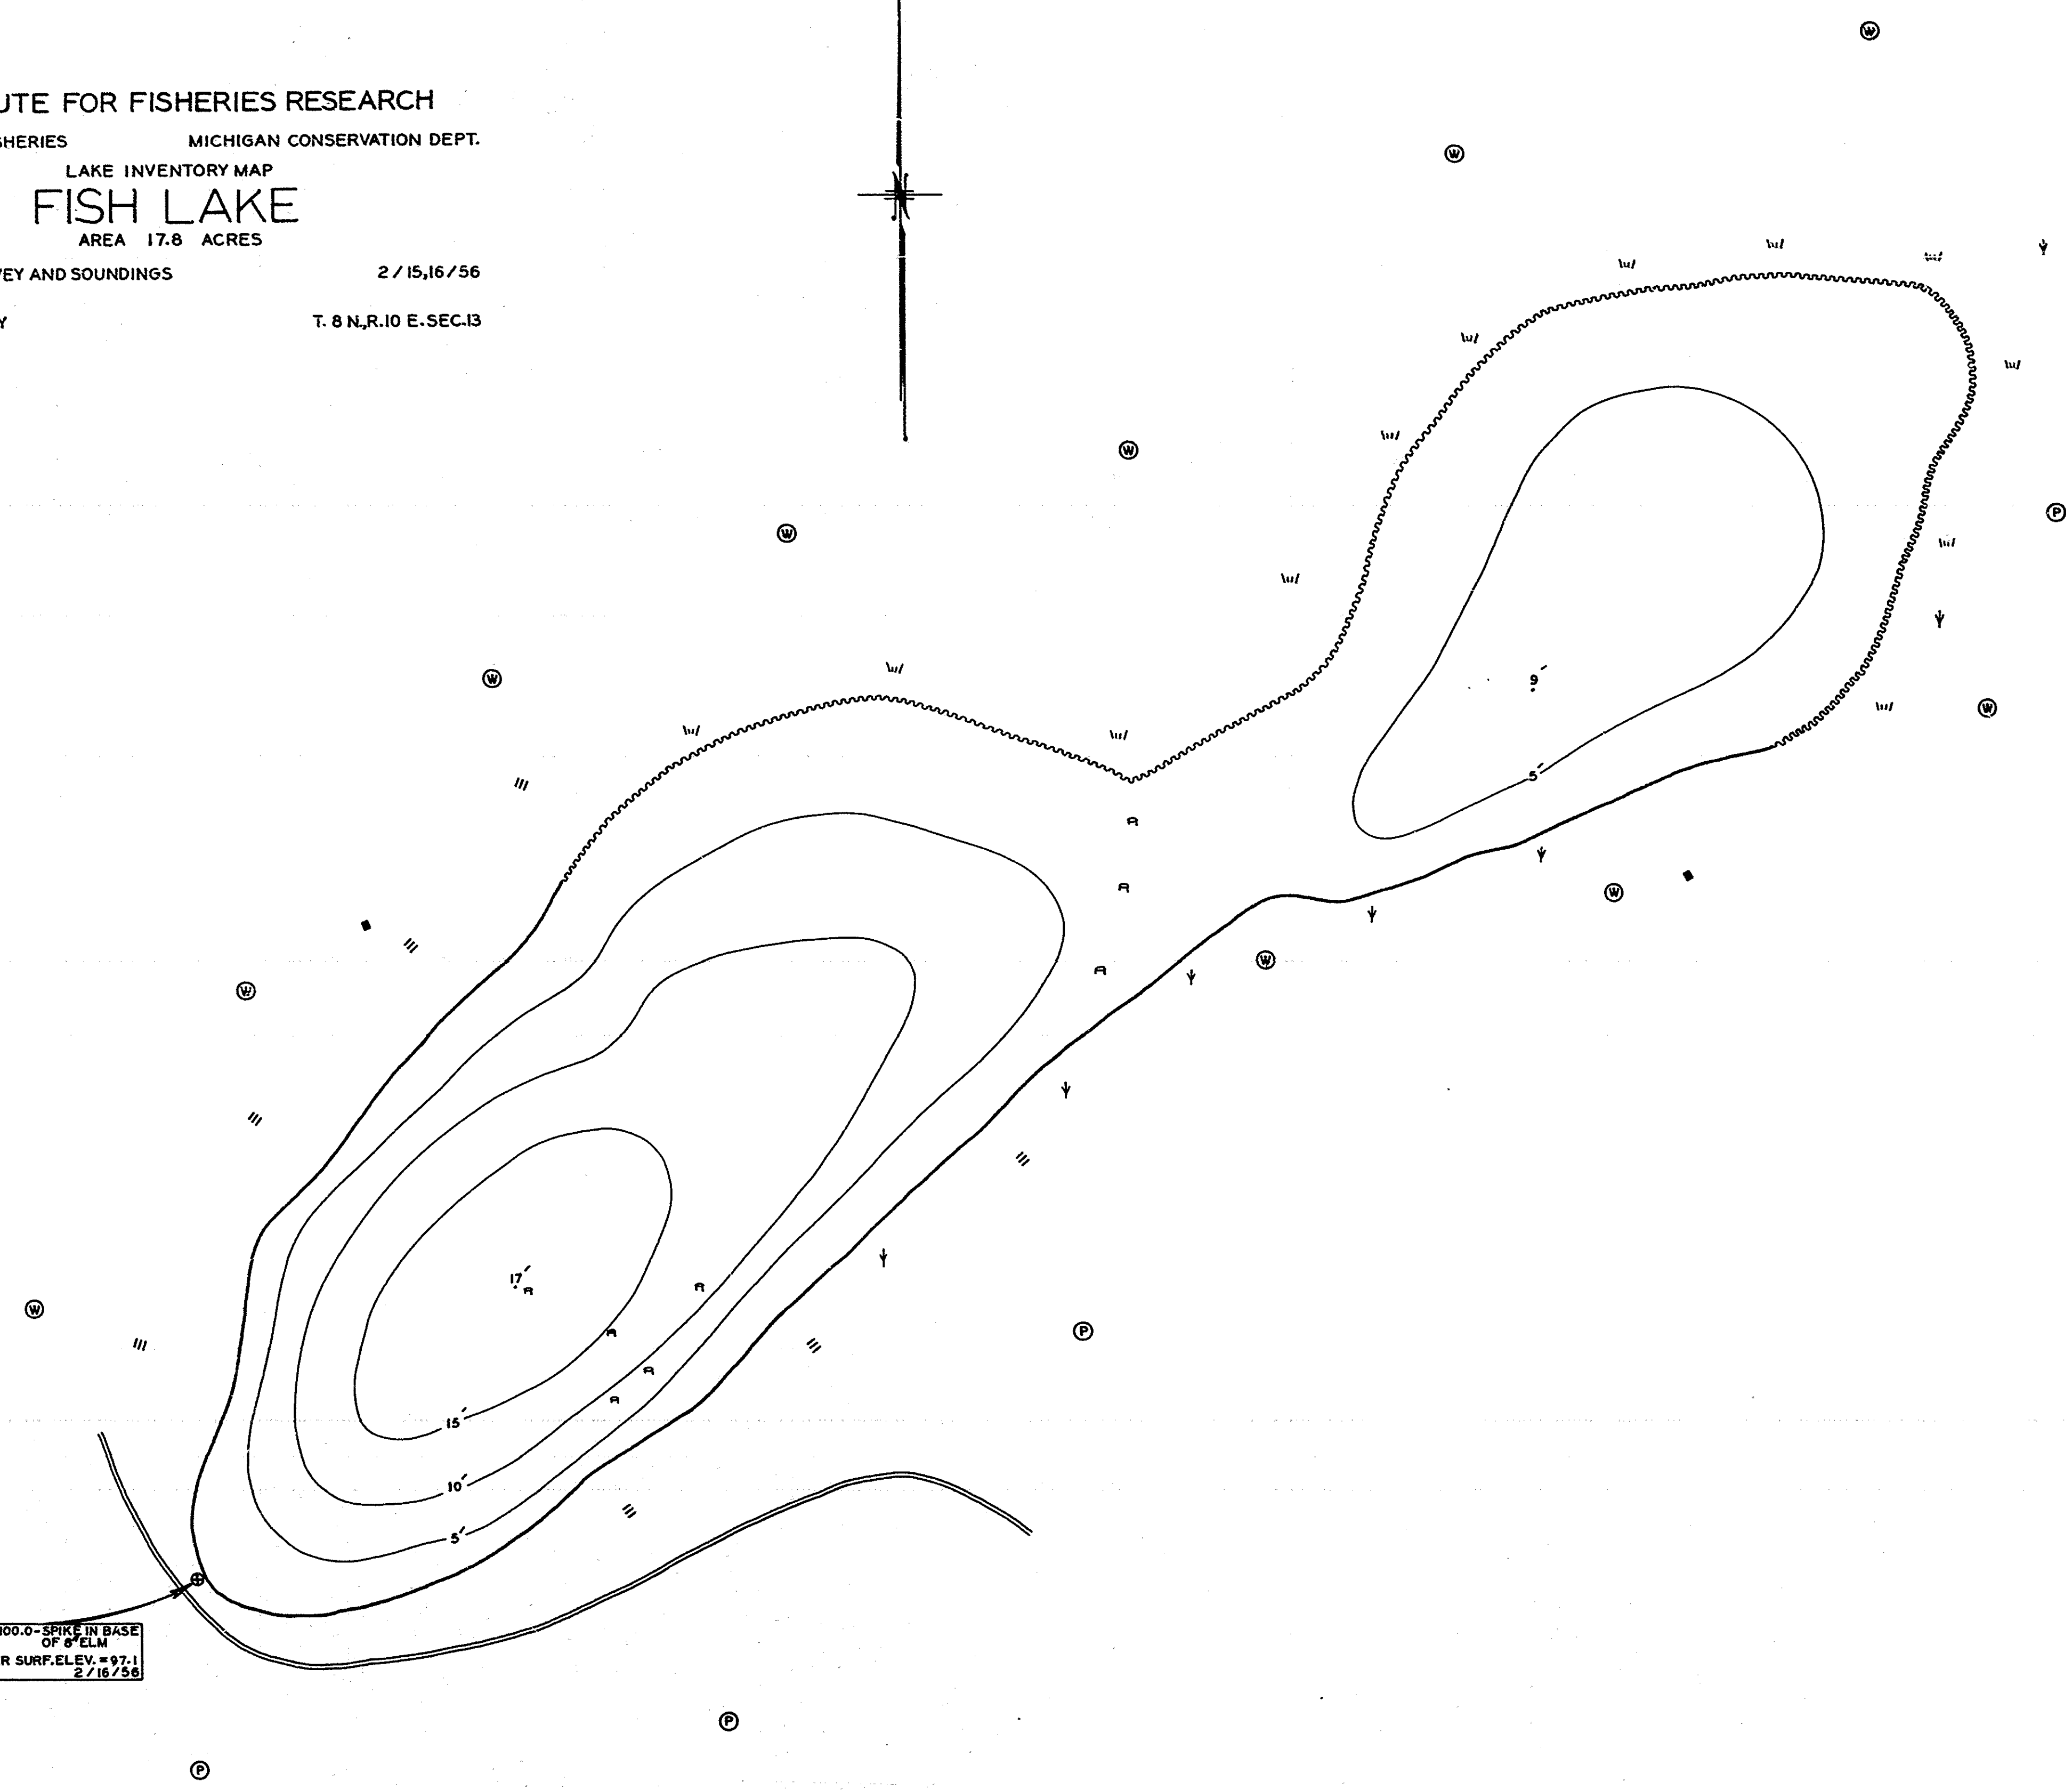 UTE FOR FISHERIES RESEARCH
SHERIES MICHIGAN CONSERVATION DEPT.
LAKE INVENTORY MAP
FISH LAKE
AREA 17.8 ACRES
VEY AND SOUNDINGS 2/15,16/56
Y T. 8 N.,R.10 E.SEC.13
N
W
W
W
W
W
W
W
W
W
W
P
P
P
P
9'
5'
A
A
A
17'
A
A
A
A
A
15'
10'
5'
100.0-SPIKE IN BASE
OF 8" ELM
R SURF.ELEV.=97.1
2/16/56